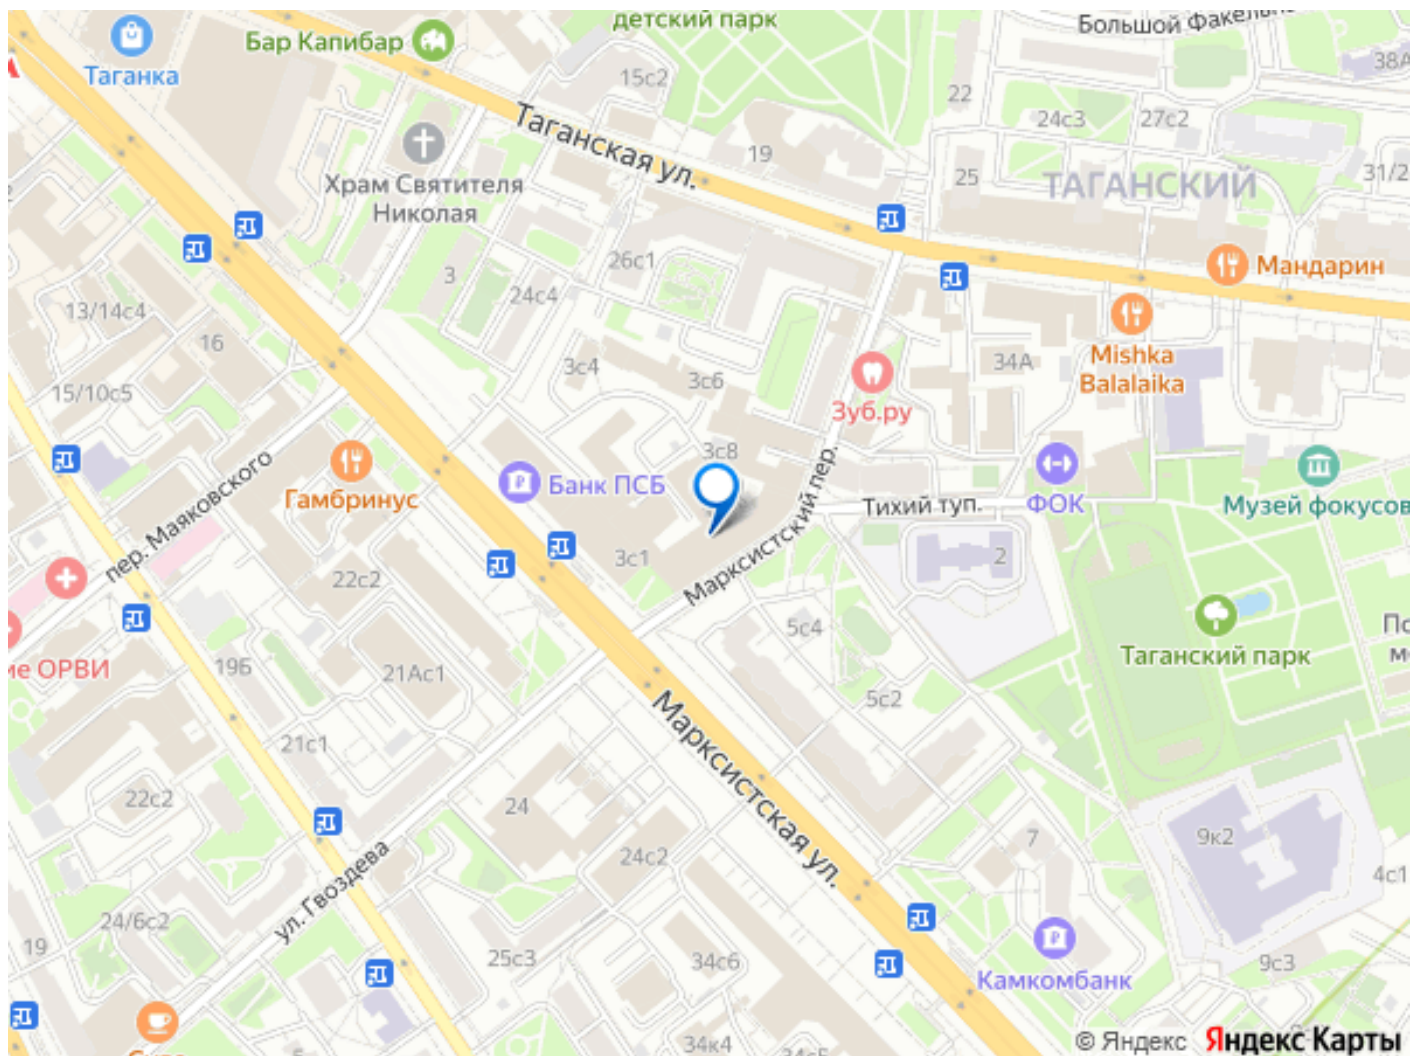 детский парк
Большой Факельн
Бар Капибар
Таганка
15с2
38А
22
24с3
27с2
Таганская ул.
19
Храм Святителя
Николая
25
ТАГАНСКИЙ
31/2
26с1
3
24с4
Мандарин
13/14с4
16
Mishka
Balalaika
34А
3с4
3с6
15/10с5
Зуб.ру
3с8
Гамбринус
Банк ПСБ
Тихий туп.
ФОК
Музей фокусов
пер. Маяковского
Марксистский пер.
3с1
22с2
2
5с4
По
м
Таганский парк
ие ОРВИ
19Б
21Ас1
5с2
21с1
Марксистская ул.
22с2
24
7
9к2
24с2
4с1
ул. Гвоздева
24/6с2
19
25с3
34с6
Камкомбанк
9с3
34к4
© Яндекс Яндекс Карты